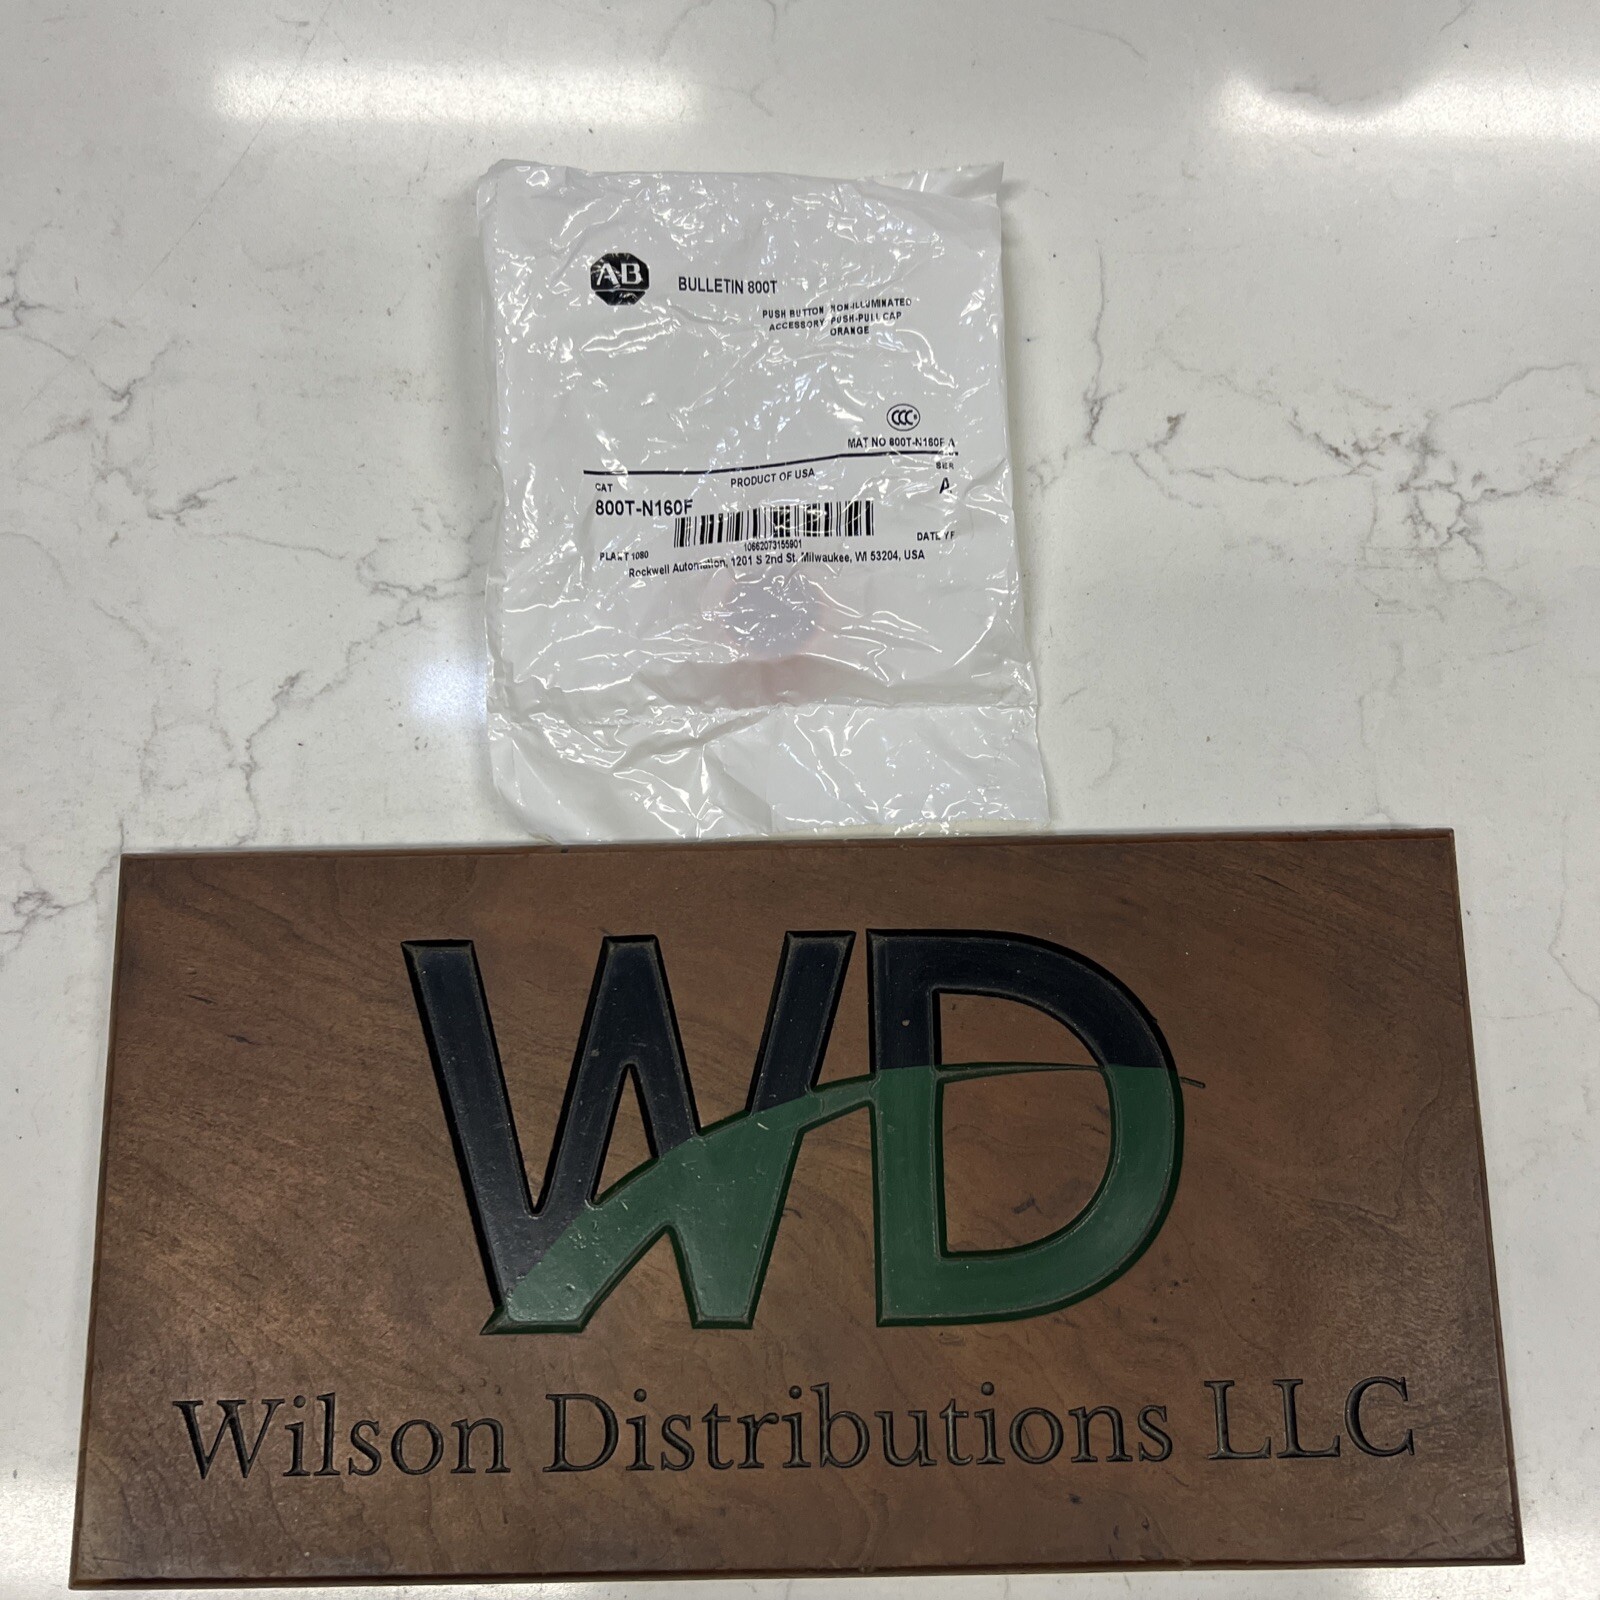 AB
BULLETIN 800T
PUSH BUTTON NON-ILLUMINATED
ACCESSORY PUSH-PULL CAP
ORANGE
CCC
MAT NO 800T-N160F A
PRODUCT OF USA
CAT
SER
800T-N160F
A
10662073155901
PLANT 1080
DATE YF
Rockwell Automation, 1201 S 2nd St. Milwaukee, WI 53204, USA
WD
Wilson Distributions LLC